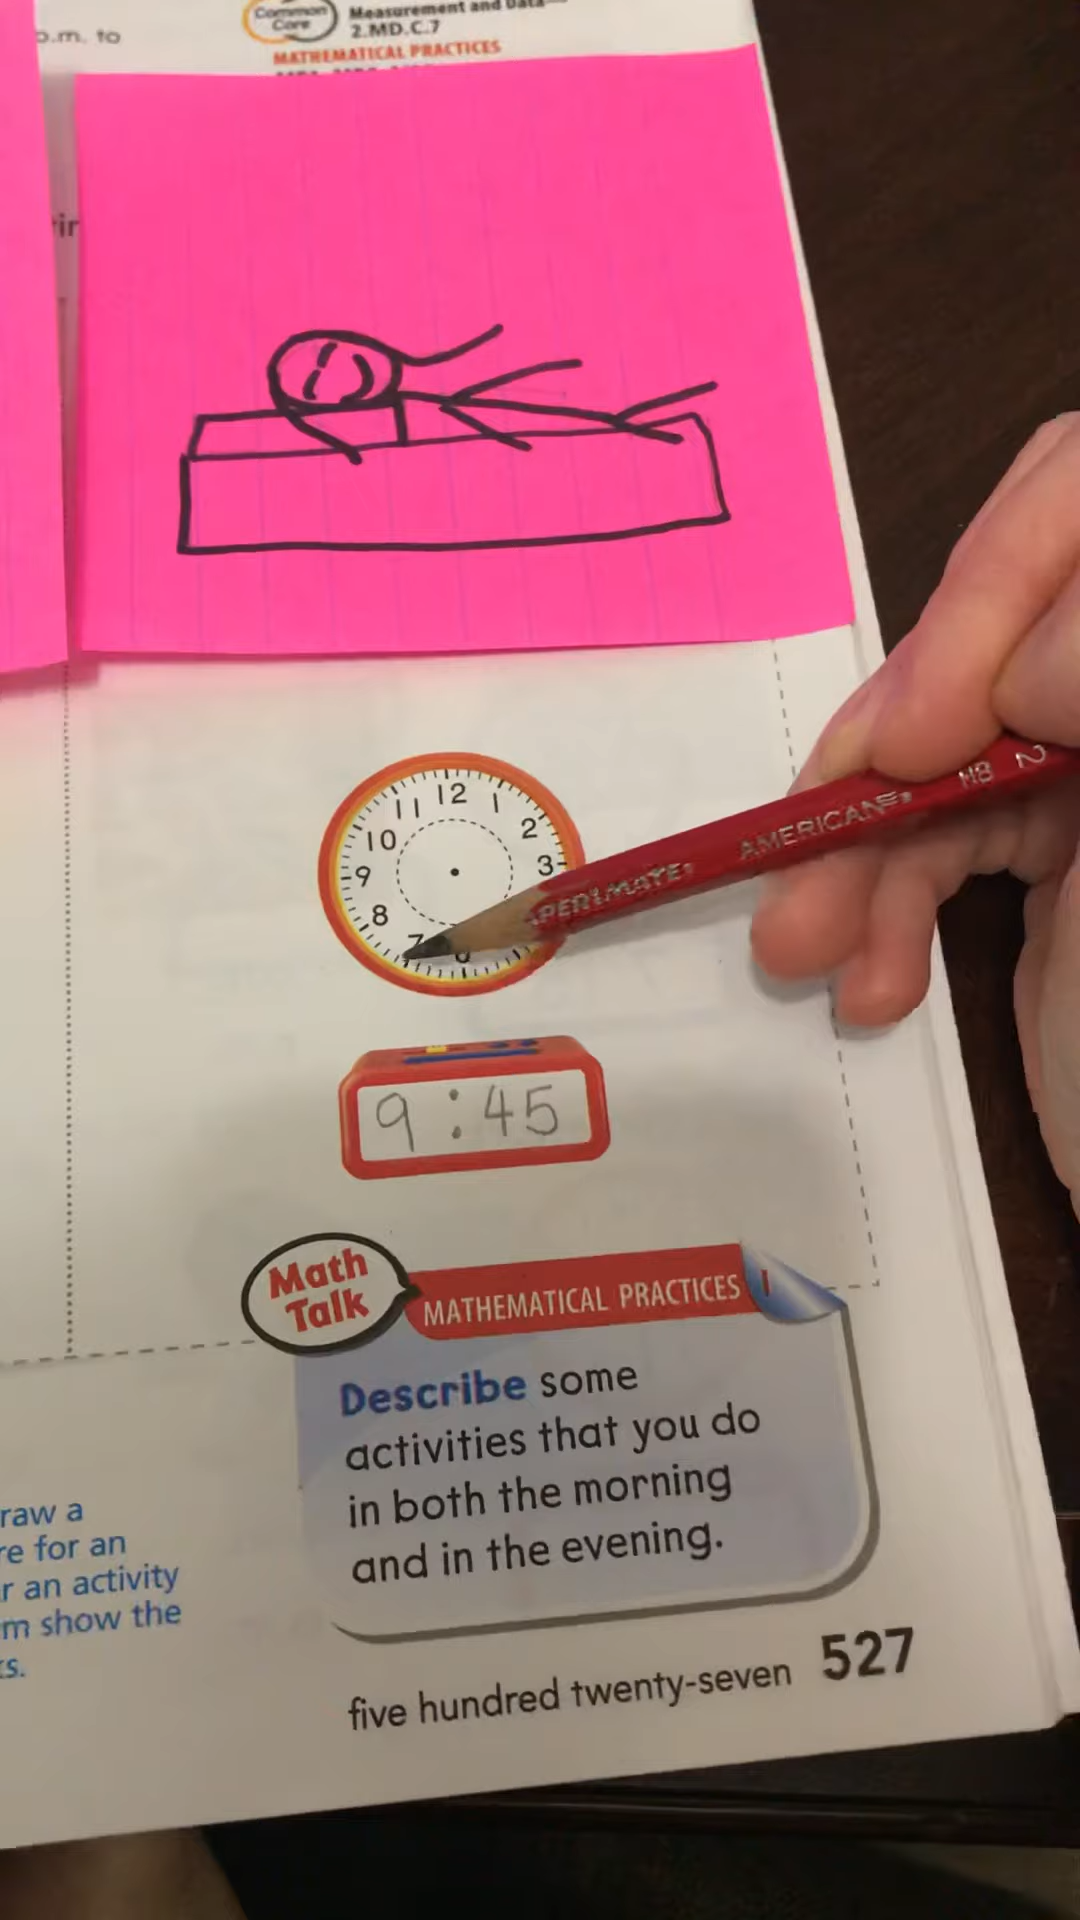 p.m. to
Common
Core
Measurement and Data—
2.MD.C.7
MATHEMATICAL PRACTICES
11 12 1
10 2
9 3
8
7
9:45
Math
Talk
MATHEMATICAL PRACTICES 1
Describe some
activities that you do
in both the morning
and in the evening.
raw a
re for an
r an activity
m show the
s.
five hundred twenty-seven 527
AMERICAN
HB 2